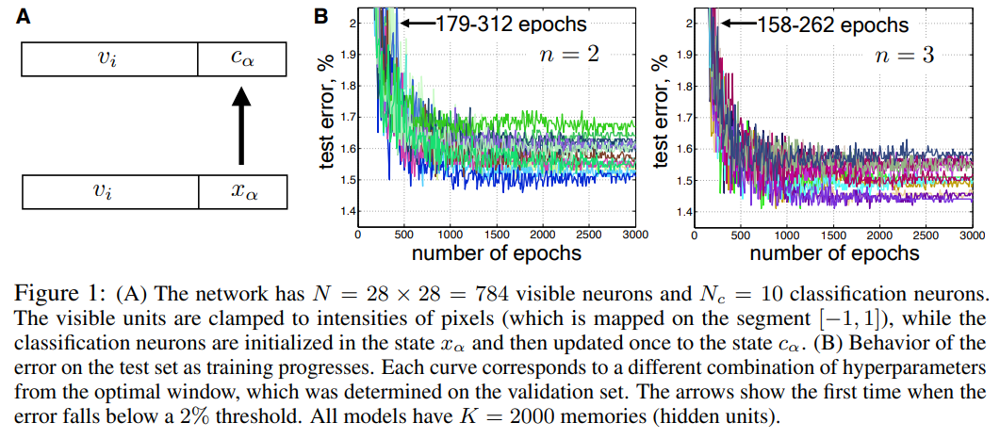 A
v_i
c_α
v_i
x_α
B
179-312 epochs
n = 2
test error, %
2
1.9
1.8
1.7
1.6
1.5
1.4
0
500
1000
1500
2000
2500
3000
number of epochs
158-262 epochs
n = 3
test error, %
2
1.9
1.8
1.7
1.6
1.5
1.4
0
500
1000
1500
2000
2500
3000
number of epochs
Figure 1: (A) The network has N = 28 × 28 = 784 visible neurons and N_c = 10 classification neurons.
The visible units are clamped to intensities of pixels (which is mapped on the segment [−1, 1]), while the
classification neurons are initialized in the state x_α and then updated once to the state c_α. (B) Behavior of the
error on the test set as training progresses. Each curve corresponds to a different combination of hyperparameters
from the optimal window, which was determined on the validation set. The arrows show the first time when the
error falls below a 2% threshold. All models have K = 2000 memories (hidden units).